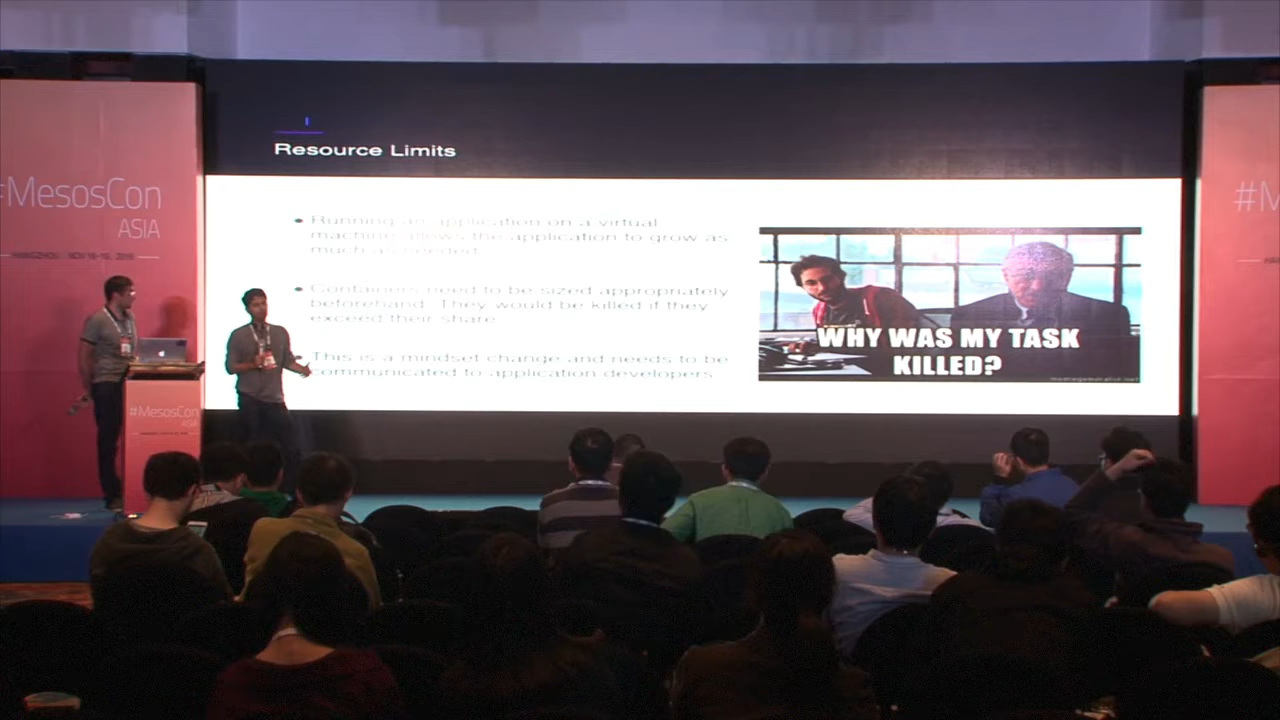 Resource Limits
#MesosCon
ASIA
HANGZHOU NOV 18-19, 2016
• Running an application on a virtual
machine allows the application to grow as
much as needed.
• Containers need to be sized appropriately
beforehand. They would be killed if they
exceed their share
This is a mindset change and needs to be
communicated to application developers.
WHY WAS MY TASK
KILLED?
#MesosCon
ASIA
#M